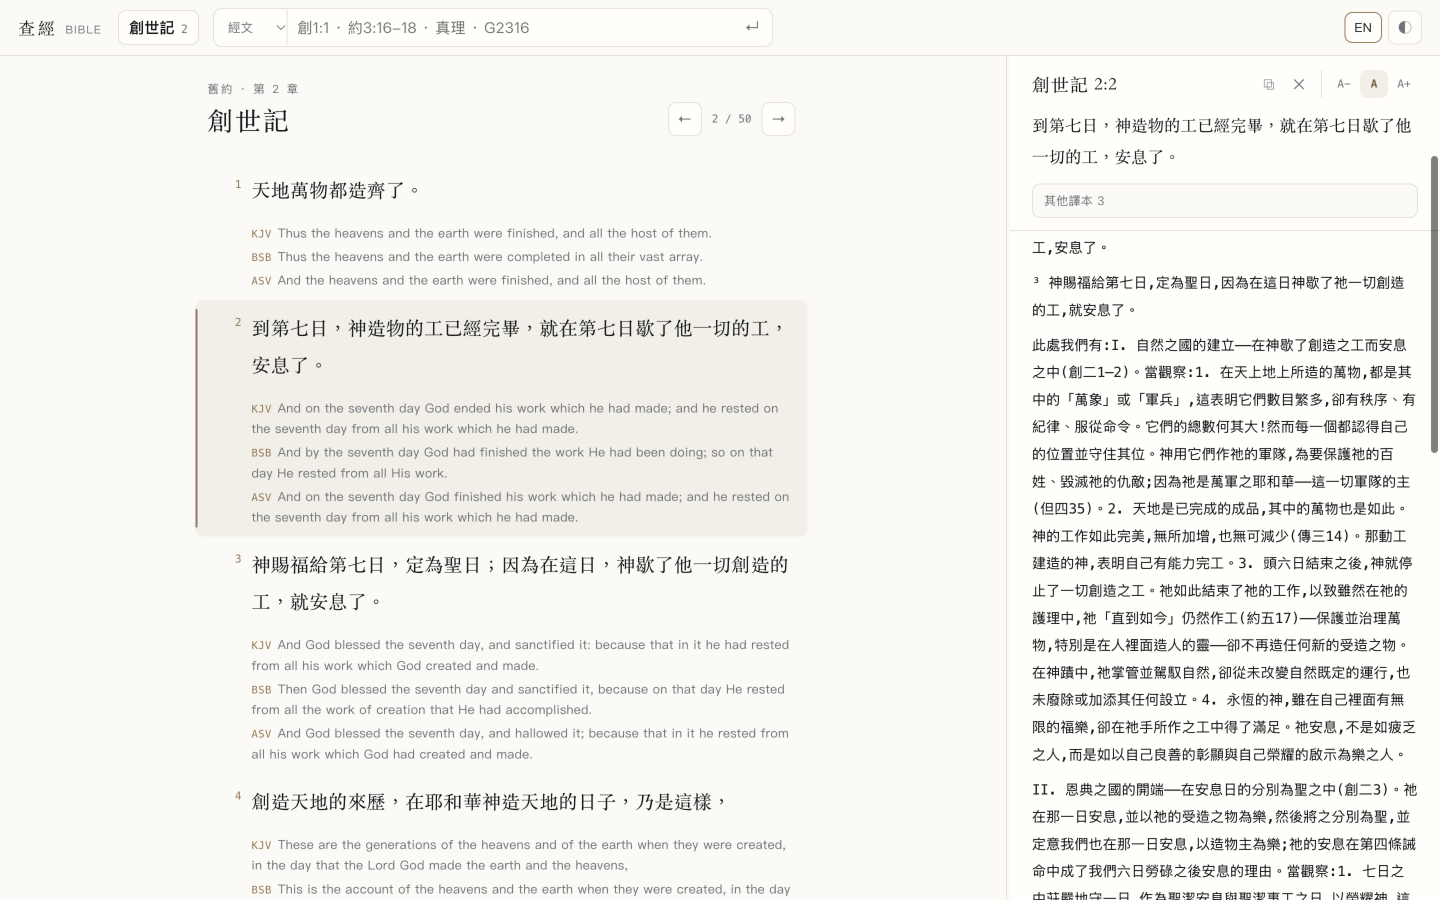 查經 BIBLE 創世記 2 經文 創1:1 · 約3:16–18 · 真理 · G2316 EN
舊約 · 第 2 章
創世記
← 2 / 50 →
1 天地萬物都造齊了。
KJV Thus the heavens and the earth were finished, and all the host of them.
BSB Thus the heavens and the earth were completed in all their vast array.
ASV And the heavens and the earth were finished, and all the host of them.
2 到第七日，神造物的工已經完畢，就在第七日歇了他一切的工，
安息了。
KJV And on the seventh day God ended his work which he had made; and he rested on
the seventh day from all his work which he had made.
BSB And by the seventh day God had finished the work He had been doing; so on that
day He rested from all His work.
ASV And on the seventh day God finished his work which he had made; and he rested on
the seventh day from all his work which he had made.
3 神賜福給第七日，定為聖日；因為在這日，神歇了他一切創造的
工，就安息了。
KJV And God blessed the seventh day, and sanctified it: because that in it he had rested
from all his work which God created and made.
BSB Then God blessed the seventh day and sanctified it, because on that day He rested
from all the work of creation that He had accomplished.
ASV And God blessed the seventh day, and hallowed it; because that in it he rested from
all his work which God had created and made.
4 創造天地的來歷，在耶和華神造天地的日子，乃是這樣，
KJV These are the generations of the heavens and of the earth when they were created,
in the day that the Lord God made the earth and the heavens,
BSB This is the account of the heavens and the earth when they were created, in the day
創世記 2:2 A− A A+
到第七日，神造物的工已經完畢，就在第七日歇了他
一切的工，安息了。
其他譯本 3
工,安息了。
³ 神賜福給第七日,定為聖日,因為在這日神歇了祂一切創造
的工,就安息了。
此處我們有:I. 自然之國的建立──在神歇了創造之工而安息
之中(創二1–2)。當觀察:1. 在天上地上所造的萬物,都是其
中的「萬象」或「軍兵」,這表明它們數目繁多,卻有秩序、有
紀律、服從命令。它們的總數何其大!然而每一個都認得自己
的位置並守住其位。神用它們作祂的軍隊,為要保護祂的百
姓、毀滅祂的仇敵;因為祂是萬軍之耶和華──這一切軍隊的主
(但四35)。2. 天地是已完成的成品,其中的萬物也是如此。
神的工作如此完美,無所加增,也無可減少(傳三14)。那動工
建造的神,表明自己有能力完工。3. 頭六日結束之後,神就停
止了一切創造之工。祂如此結束了祂的工作,以致雖然在祂的
護理中,祂「直到如今」仍然作工(約五17)──保護並治理萬
物,特別是在人裡面造人的靈──卻不再造任何新的受造之物。
在神蹟中,祂掌管並駕馭自然,卻從未改變自然既定的運行,也
未廢除或加添其任何設立。4. 永恆的神,雖在自己裡面有無
限的福樂,卻在祂手所作之工中得了滿足。祂安息,不是如疲乏
之人,而是如以自己良善的彰顯與自己榮耀的啟示為樂之人。
II. 恩典之國的開端──在安息日的分別為聖之中(創二3)。祂
在那一日安息,並以祂的受造之物為樂,然後將之分別為聖,並
定意我們也在那一日安息,以造物主為樂;祂的安息在第四條誡
命中成了我們六日勞碌之後安息的理由。當觀察:1. 七日之